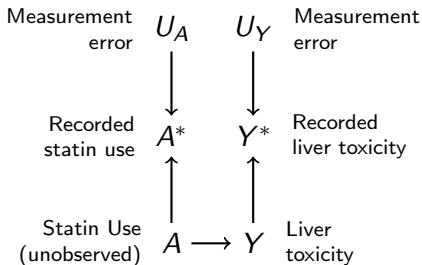 Measurement error U_A U_Y Measurement error
Recorded statin use A* Y* Recorded liver toxicity
Statin Use (unobserved) A Y Liver toxicity